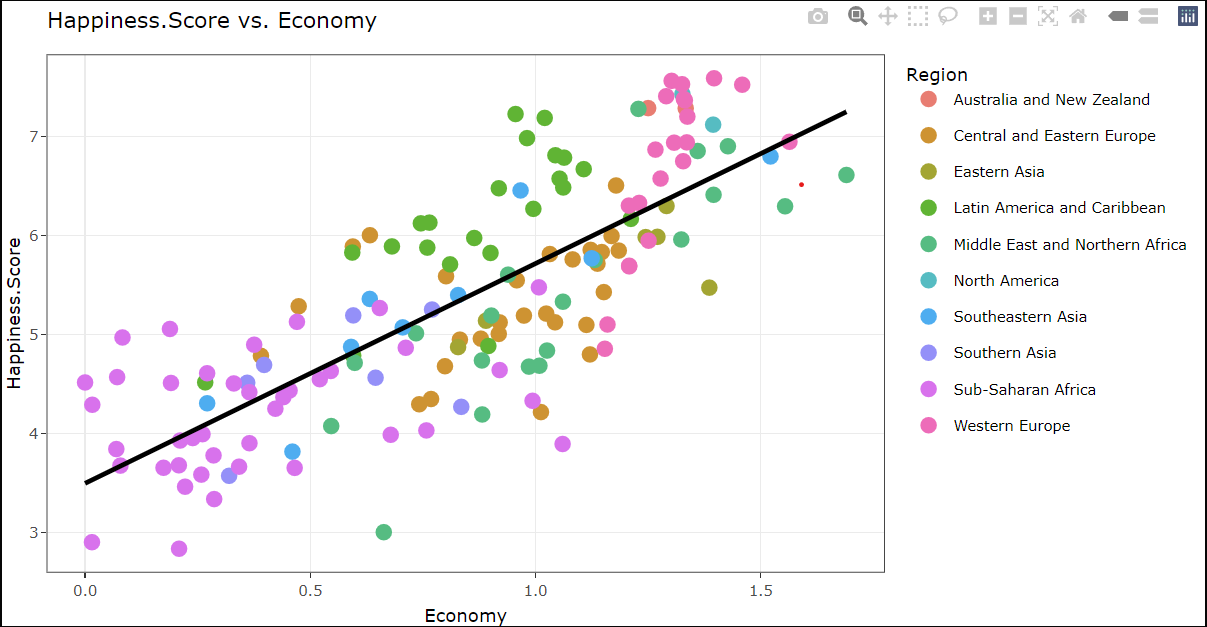 Happiness.Score vs. Economy
Happiness.Score
7
6
5
4
3
0.0
0.5
1.0
1.5
Economy
Region
Australia and New Zealand
Central and Eastern Europe
Eastern Asia
Latin America and Caribbean
Middle East and Northern Africa
North America
Southeastern Asia
Southern Asia
Sub-Saharan Africa
Western Europe